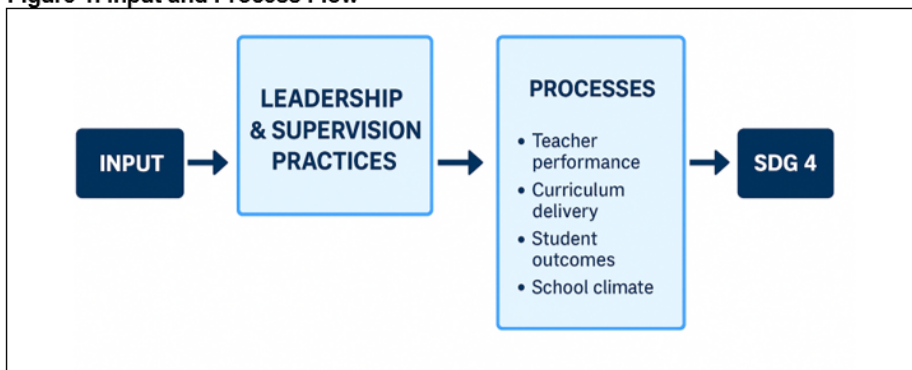 INPUT
LEADERSHIP
& SUPERVISION
PRACTICES
PROCESSES
• Teacher
performance
• Curriculum
delivery
• Student
outcomes
• School climate
SDG 4